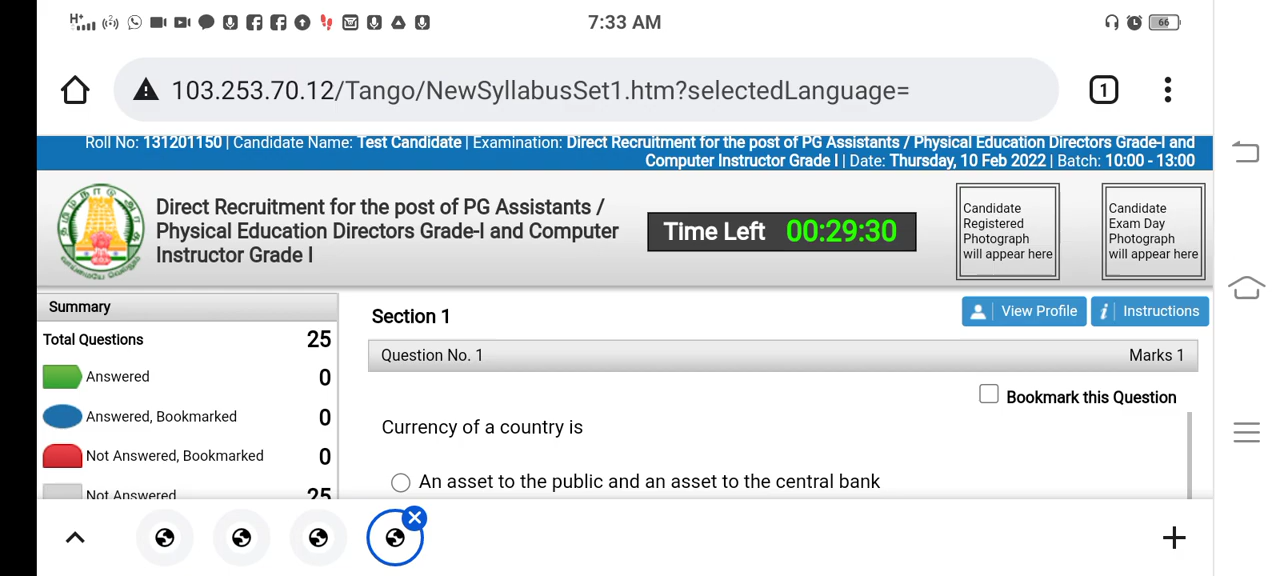 7:33 AM
66
103.253.70.12/Tango/NewSyllabusSet1.htm?selectedLanguage=
1
Roll No: 131201150 | Candidate Name: Test Candidate | Examination: Direct Recruitment for the post of PG Assistants / Physical Education Directors Grade-I and
Computer Instructor Grade I | Date: Thursday, 10 Feb 2022 | Batch: 10:00 - 13:00
Direct Recruitment for the post of PG Assistants /
Physical Education Directors Grade-I and Computer
Instructor Grade I
Time Left 00:29:30
Candidate
Registered
Photograph
will appear here
Candidate
Exam Day
Photograph
will appear here
Summary
Total Questions 25
Answered 0
Answered, Bookmarked 0
Not Answered, Bookmarked 0
Not Answered 25
Section 1
View Profile
Instructions
Question No. 1
Marks 1
Bookmark this Question
Currency of a country is
An asset to the public and an asset to the central bank